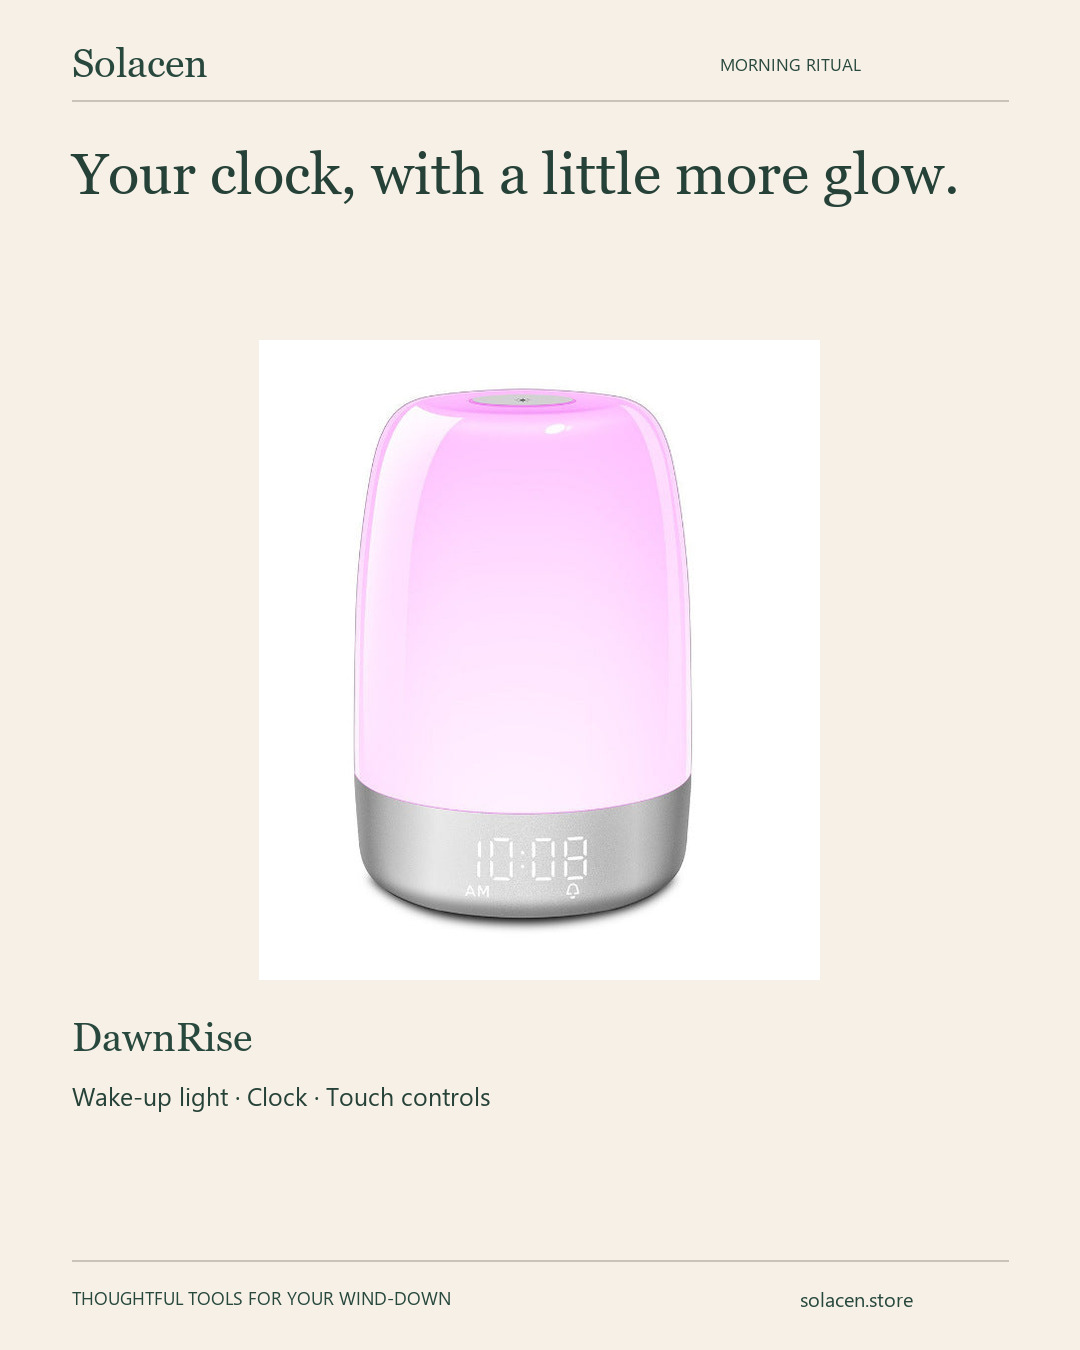 Solacen
MORNING RITUAL
Your clock, with a little more glow.
10:08
AM
DawnRise
Wake-up light · Clock · Touch controls
THOUGHTFUL TOOLS FOR YOUR WIND-DOWN
solacen.store